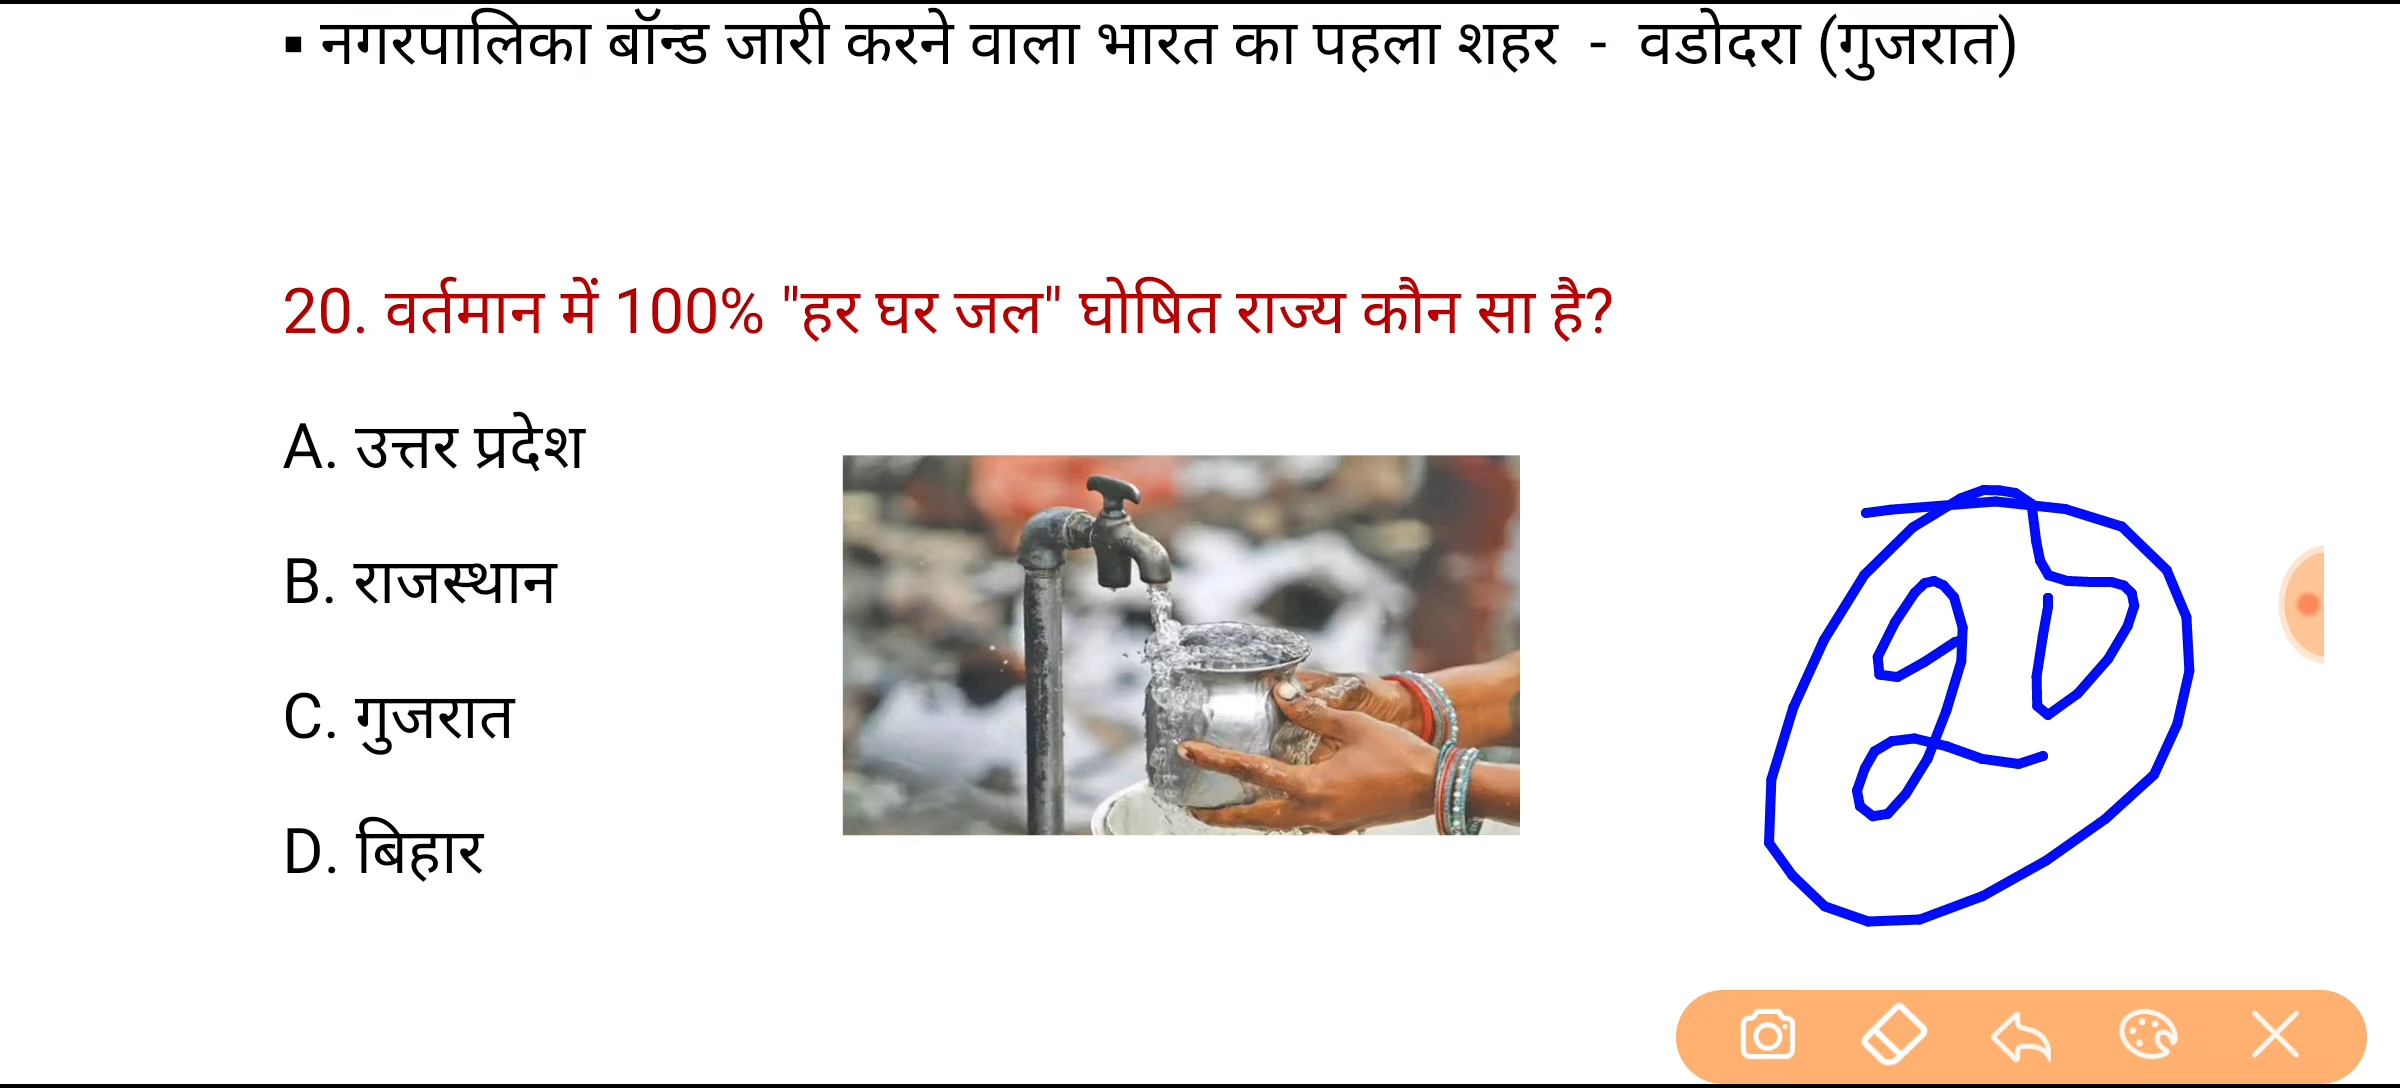 ▪ नगरपालिका बॉन्ड जारी करने वाला भारत का पहला शहर - वडोदरा (गुजरात)
20. वर्तमान में 100% "हर घर जल" घोषित राज्य कौन सा है?
A. उत्तर प्रदेश
B. राजस्थान
C. गुजरात
D. बिहार
20